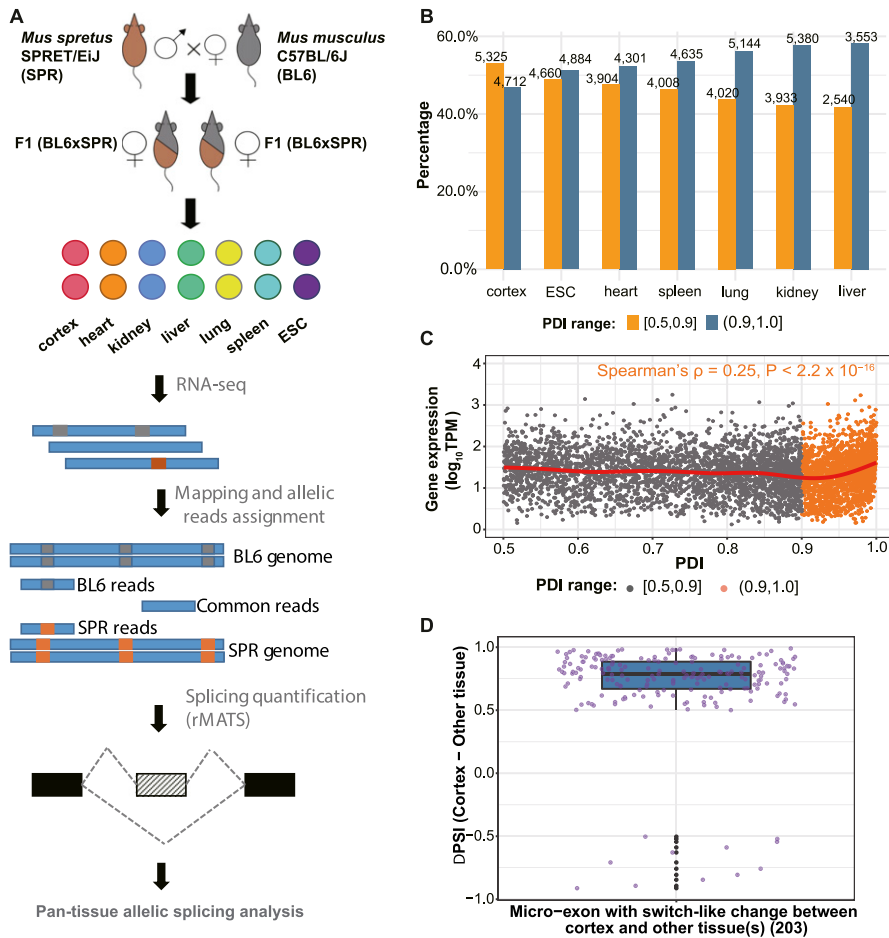 A
Mus spretus
SPRET/EiJ
(SPR)
Mus musculus
C57BL/6J
(BL6)
F1 (BL6xSPR)
F1 (BL6xSPR)
cortex
heart
kidney
liver
lung
spleen
ESC
RNA-seq
Mapping and allelic
reads assignment
BL6 genome
BL6 reads
Common reads
SPR reads
SPR genome
Splicing quantification
(rMATS)
Pan-tissue allelic splicing analysis
B
60.0%
40.0%
20.0%
0.0%
Percentage
5,325
4,712
4,660
4,884
3,904
4,301
4,008
4,635
4,020
5,144
3,933
5,380
2,540
3,553
cortex
ESC
heart
spleen
lung
kidney
liver
PDI range: [0.5,0.9] (0.9,1.0]
C
Spearman's ρ = 0.25, P < 2.2 x 10⁻¹⁶
Gene expression
(log₁₀TPM)
4
3
2
1
0
0.5 0.6 0.7 0.8 0.9 1.0
PDI
PDI range: [0.5,0.9] (0.9,1.0]
D
DPSI (Cortex − Other tissue)
1.0
0.5
0.0
−0.5
−1.0
Micro-exon with switch-like change between
cortex and other tissue(s) (203)